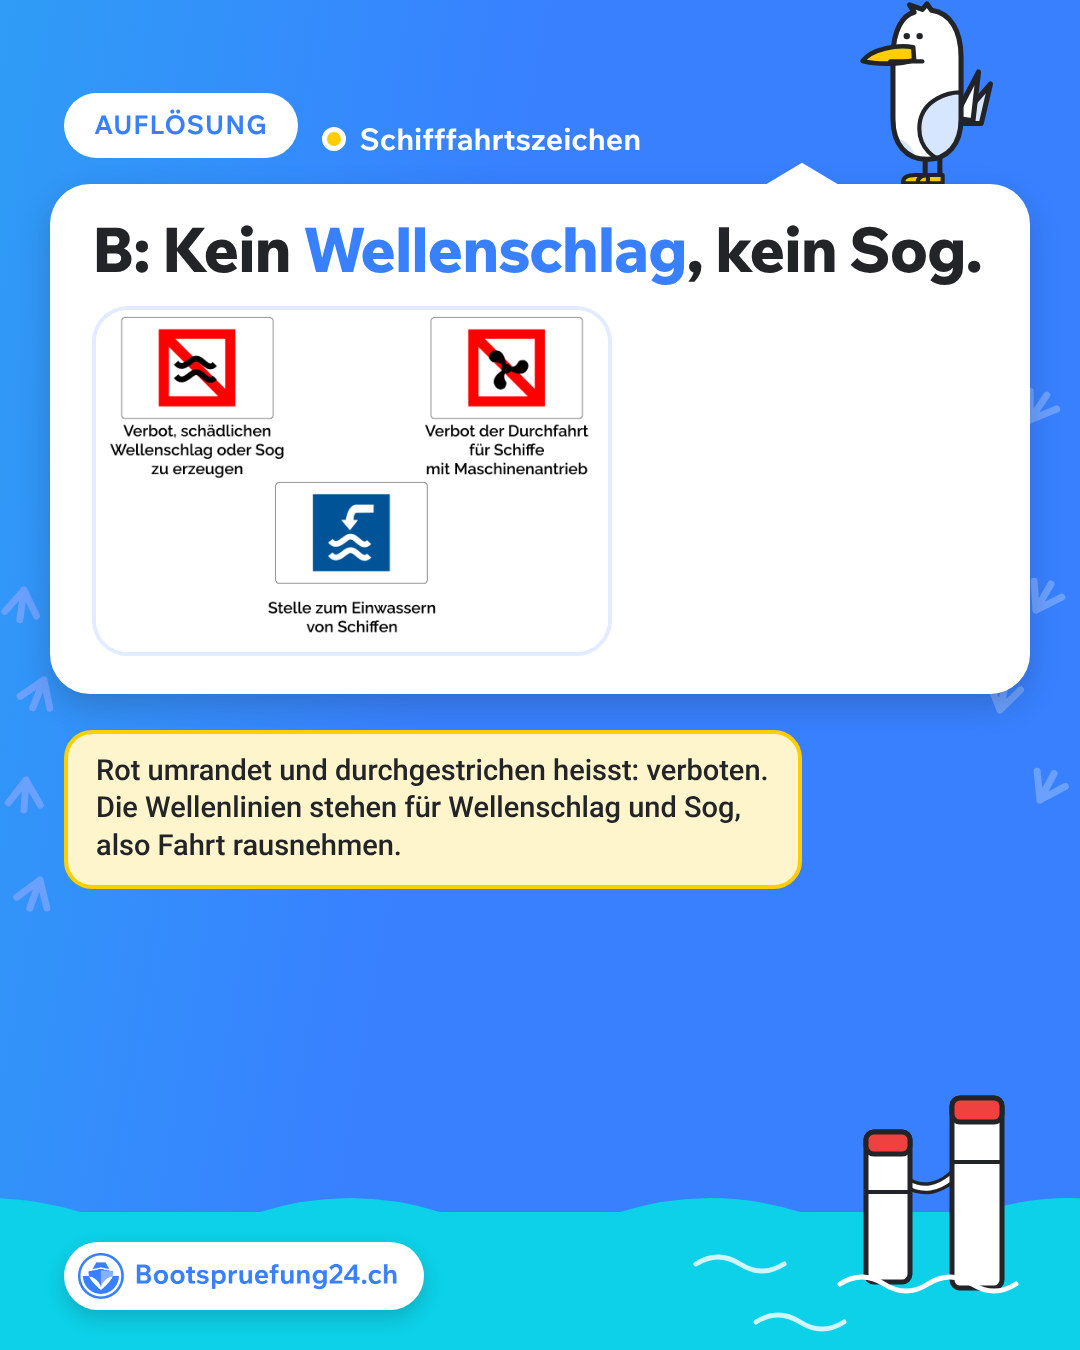 AUFLÖSUNG
Schifffahrtszeichen
B: Kein Wellenschlag, kein Sog.
Verbot, schädlichen
Wellenschlag oder Sog
zu erzeugen
Verbot der Durchfahrt
für Schiffe
mit Maschinenantrieb
Stelle zum Einwassern
von Schiffen
Rot umrandet und durchgestrichen heisst: verboten.
Die Wellenlinien stehen für Wellenschlag und Sog,
also Fahrt rausnehmen.
Bootspruefung24.ch